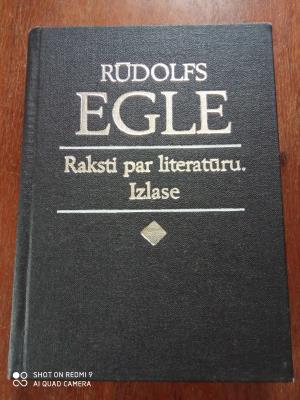 RŪDOLFS
EGLE
Raksti par literatūru.
Izlase
SHOT ON REDMI 9
AI QUAD CAMERA